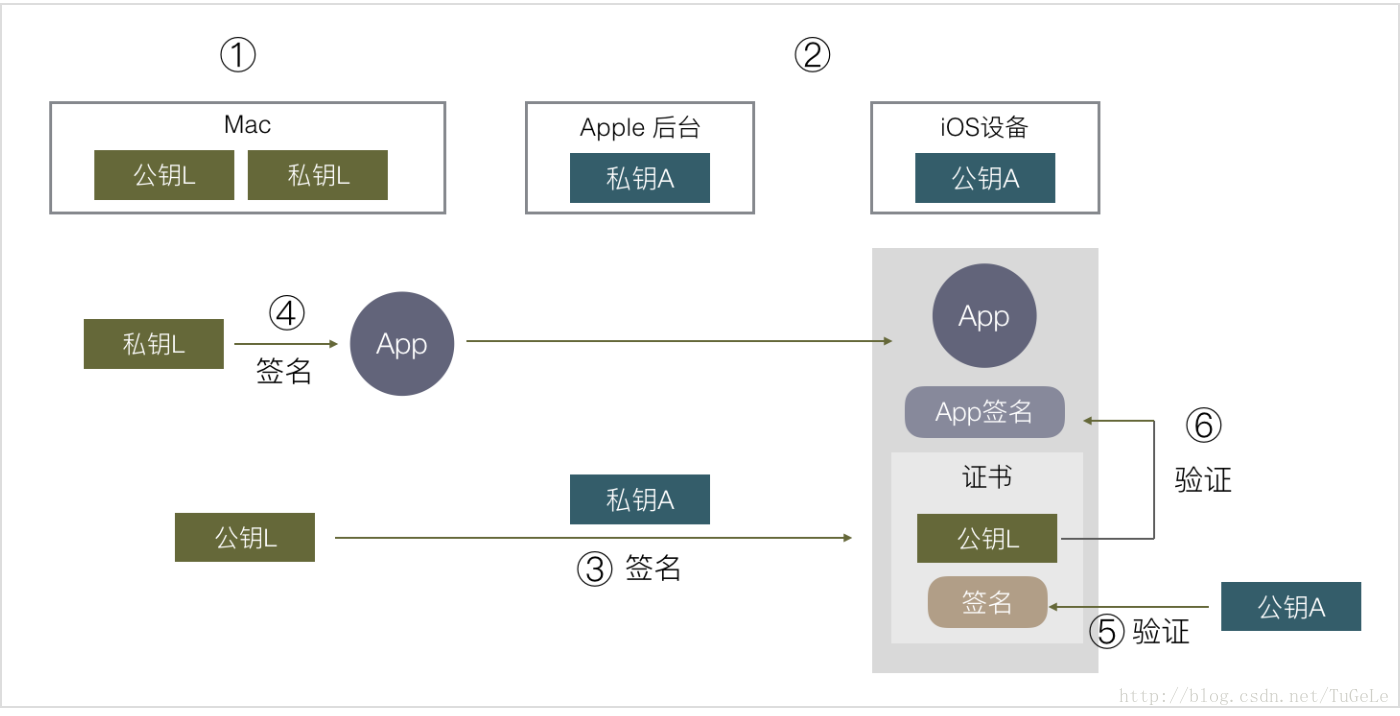 ①
②
Mac
公钥L
私钥L
Apple 后台
私钥A
iOS设备
公钥A
私钥L
④
签名
App
App
App签名
⑥
验证
证书
公钥L
私钥A
③ 签名
公钥L
签名
⑤ 验证
公钥A
http://blog.csdn.net/TuGeLe